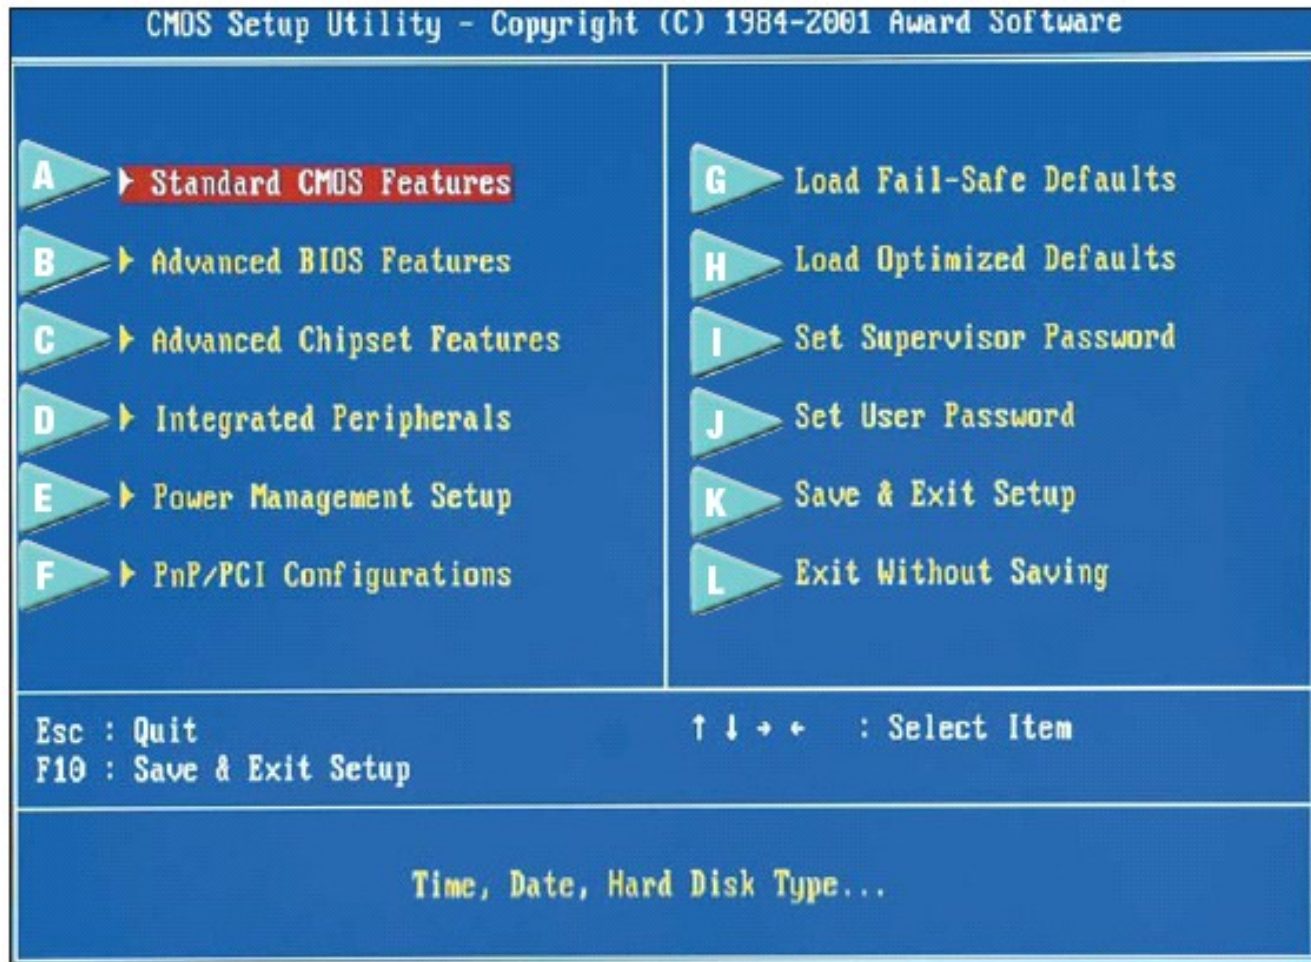 CMOS Setup Utility - Copyright (C) 1984-2001 Award Software
A Standard CMOS Features
B Advanced BIOS Features
C Advanced Chipset Features
D Integrated Peripherals
E Power Management Setup
F PnP/PCI Configurations
G Load Fail-Safe Defaults
H Load Optimized Defaults
I Set Supervisor Password
J Set User Password
K Save & Exit Setup
L Exit Without Saving
Esc : Quit
F10 : Save & Exit Setup
↑ ↓ → ← : Select Item
Time, Date, Hard Disk Type...